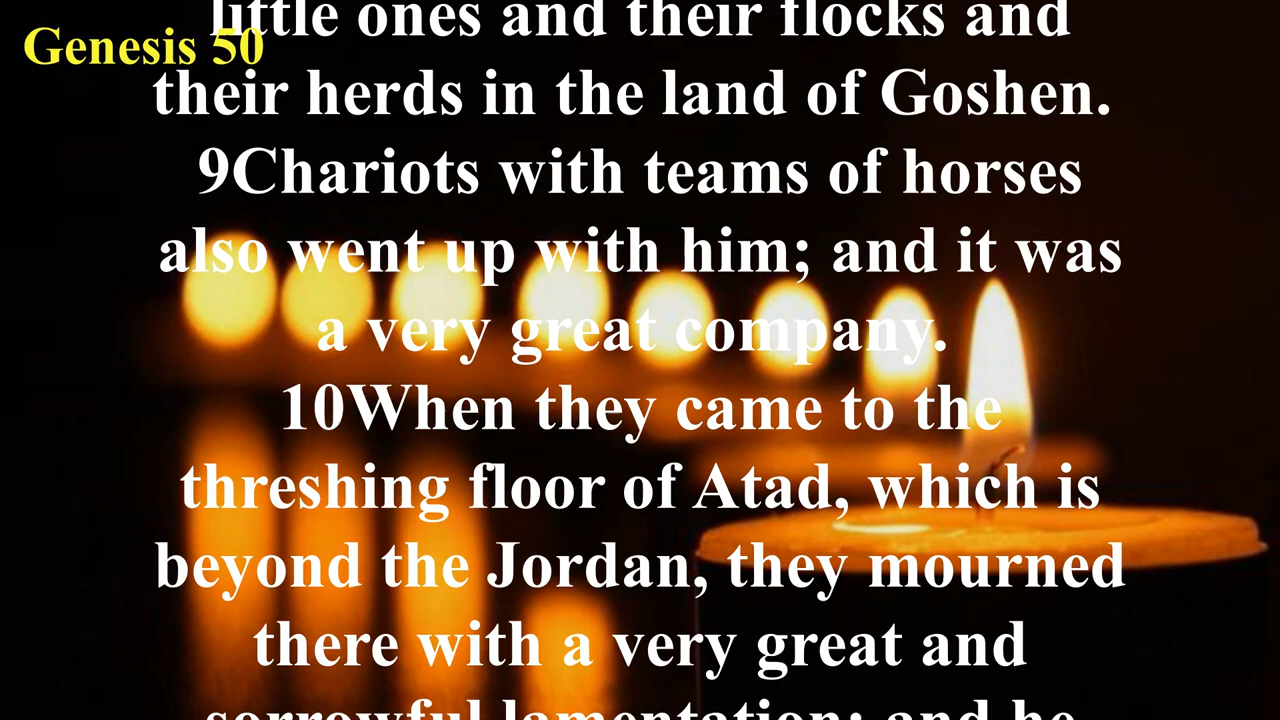 little ones and their flocks and
Genesis 50
their herds in the land of Goshen.
9Chariots with teams of horses
also went up with him; and it was
a very great company.
10When they came to the
threshing floor of Atad, which is
beyond the Jordan, they mourned
there with a very great and
sorrowful lamentation; and he